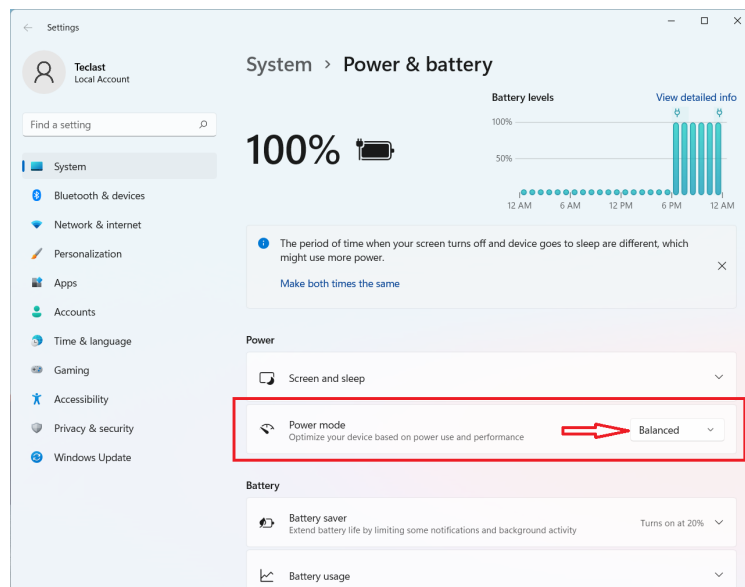 Settings
Teclast
Local Account
Find a setting
System
Bluetooth & devices
Network & internet
Personalization
Apps
Accounts
Time & language
Gaming
Accessibility
Privacy & security
Windows Update
System > Power & battery
100%
Battery levels
View detailed info
100%
50%
12 AM 6 AM 12 PM 6 PM 12 AM
The period of time when your screen turns off and device goes to sleep are different, which
might use more power.
Make both times the same
Power
Screen and sleep
Power mode
Optimize your device based on power use and performance
Balanced
Battery
Battery saver
Extend battery life by limiting some notifications and background activity
Turns on at 20%
Battery usage